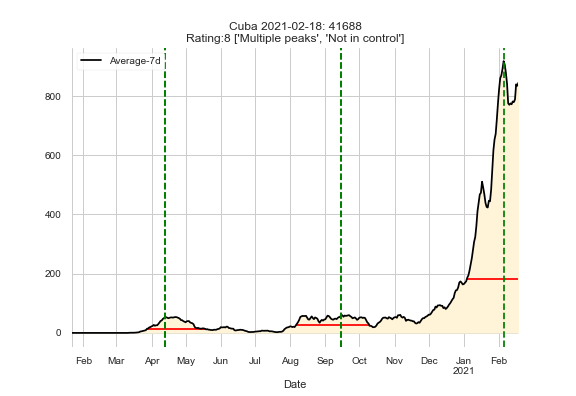 Cuba 2021-02-18: 41688
Rating:8 ['Multiple peaks', 'Not in control']
Average-7d
800
600
400
200
0
Feb Mar Apr May Jun Jul Aug Sep Oct Nov Dec Jan Feb
2021
Date